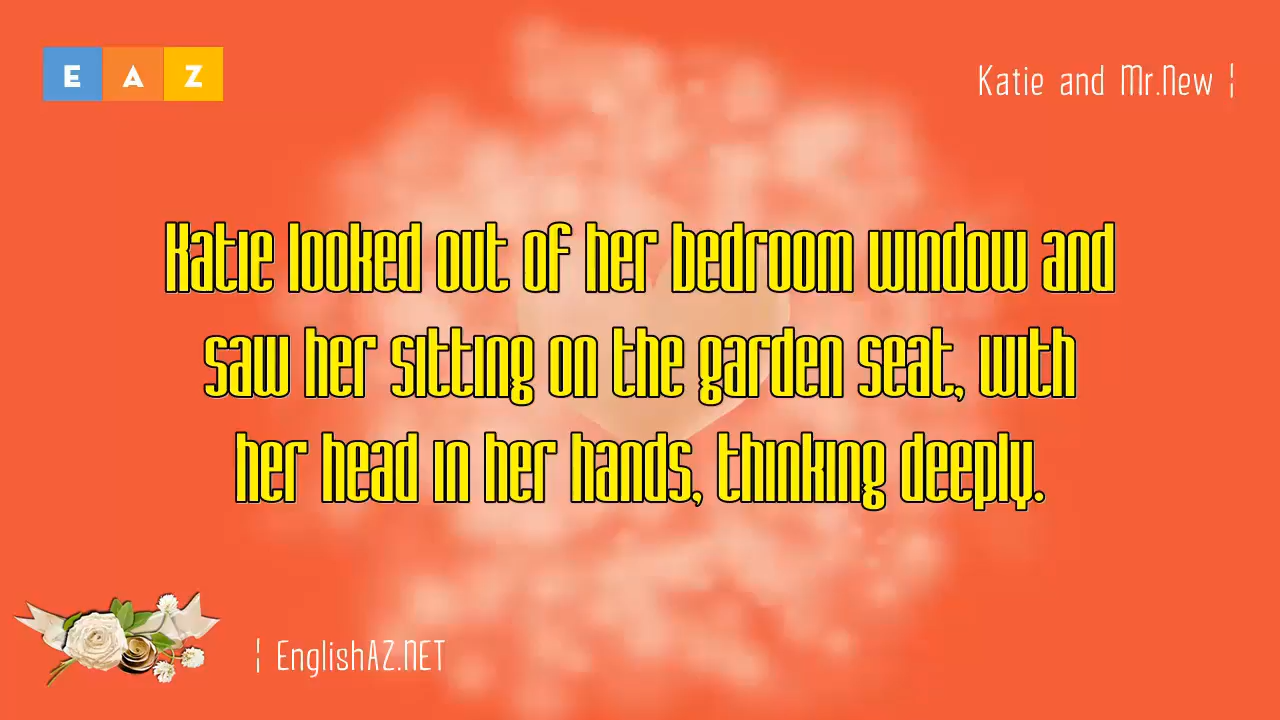 E A Z
Katie and Mr.New ¦
Katie looked out of her bedroom window and
saw her sitting on the garden seat, with
her head in her hands, thinking deeply.
¦ EnglishAZ.NET